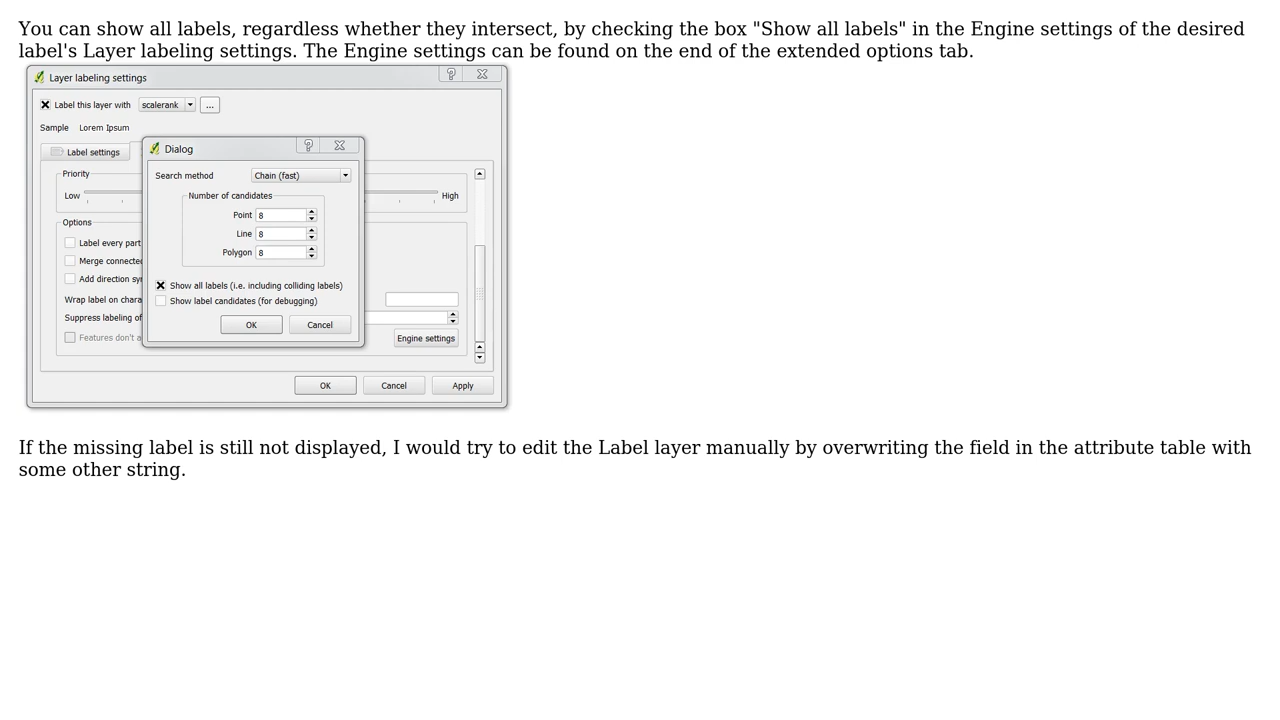 You can show all labels, regardless whether they intersect, by checking the box "Show all labels" in the Engine settings of the desired
label's Layer labeling settings. The Engine settings can be found on the end of the extended options tab.
Layer labeling settings
Label this layer with scalerank ...
Sample Lorem Ipsum
Label settings
Priority
Low High
Options
Label every part
Merge connected
Add direction sy
Wrap label on chara
Suppress labeling of
Features don't a
Engine settings
OK Cancel Apply
Dialog
Search method Chain (fast)
Number of candidates
Point 8
Line 8
Polygon 8
Show all labels (i.e. including colliding labels)
Show label candidates (for debugging)
OK Cancel
If the missing label is still not displayed, I would try to edit the Label layer manually by overwriting the field in the attribute table with
some other string.